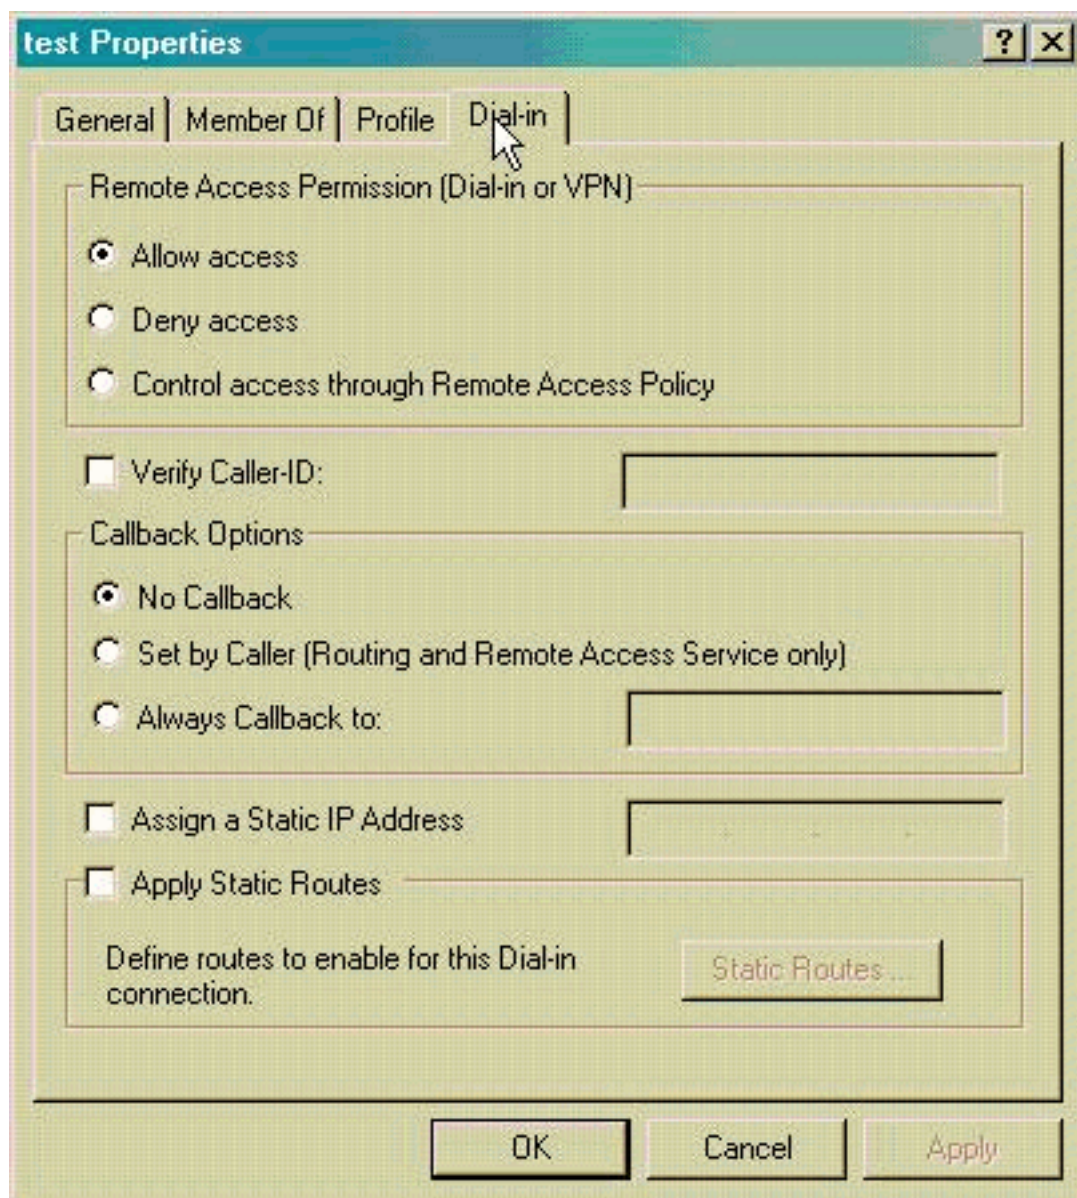 test Properties
General Member Of Profile Dial-in
Remote Access Permission (Dial-in or VPN)
Allow access
Deny access
Control access through Remote Access Policy
Verify Caller-ID:
Callback Options
No Callback
Set by Caller (Routing and Remote Access Service only)
Always Callback to:
Assign a Static IP Address
Apply Static Routes
Define routes to enable for this Dial-in
connection.
Static Routes ...
OK Cancel Apply